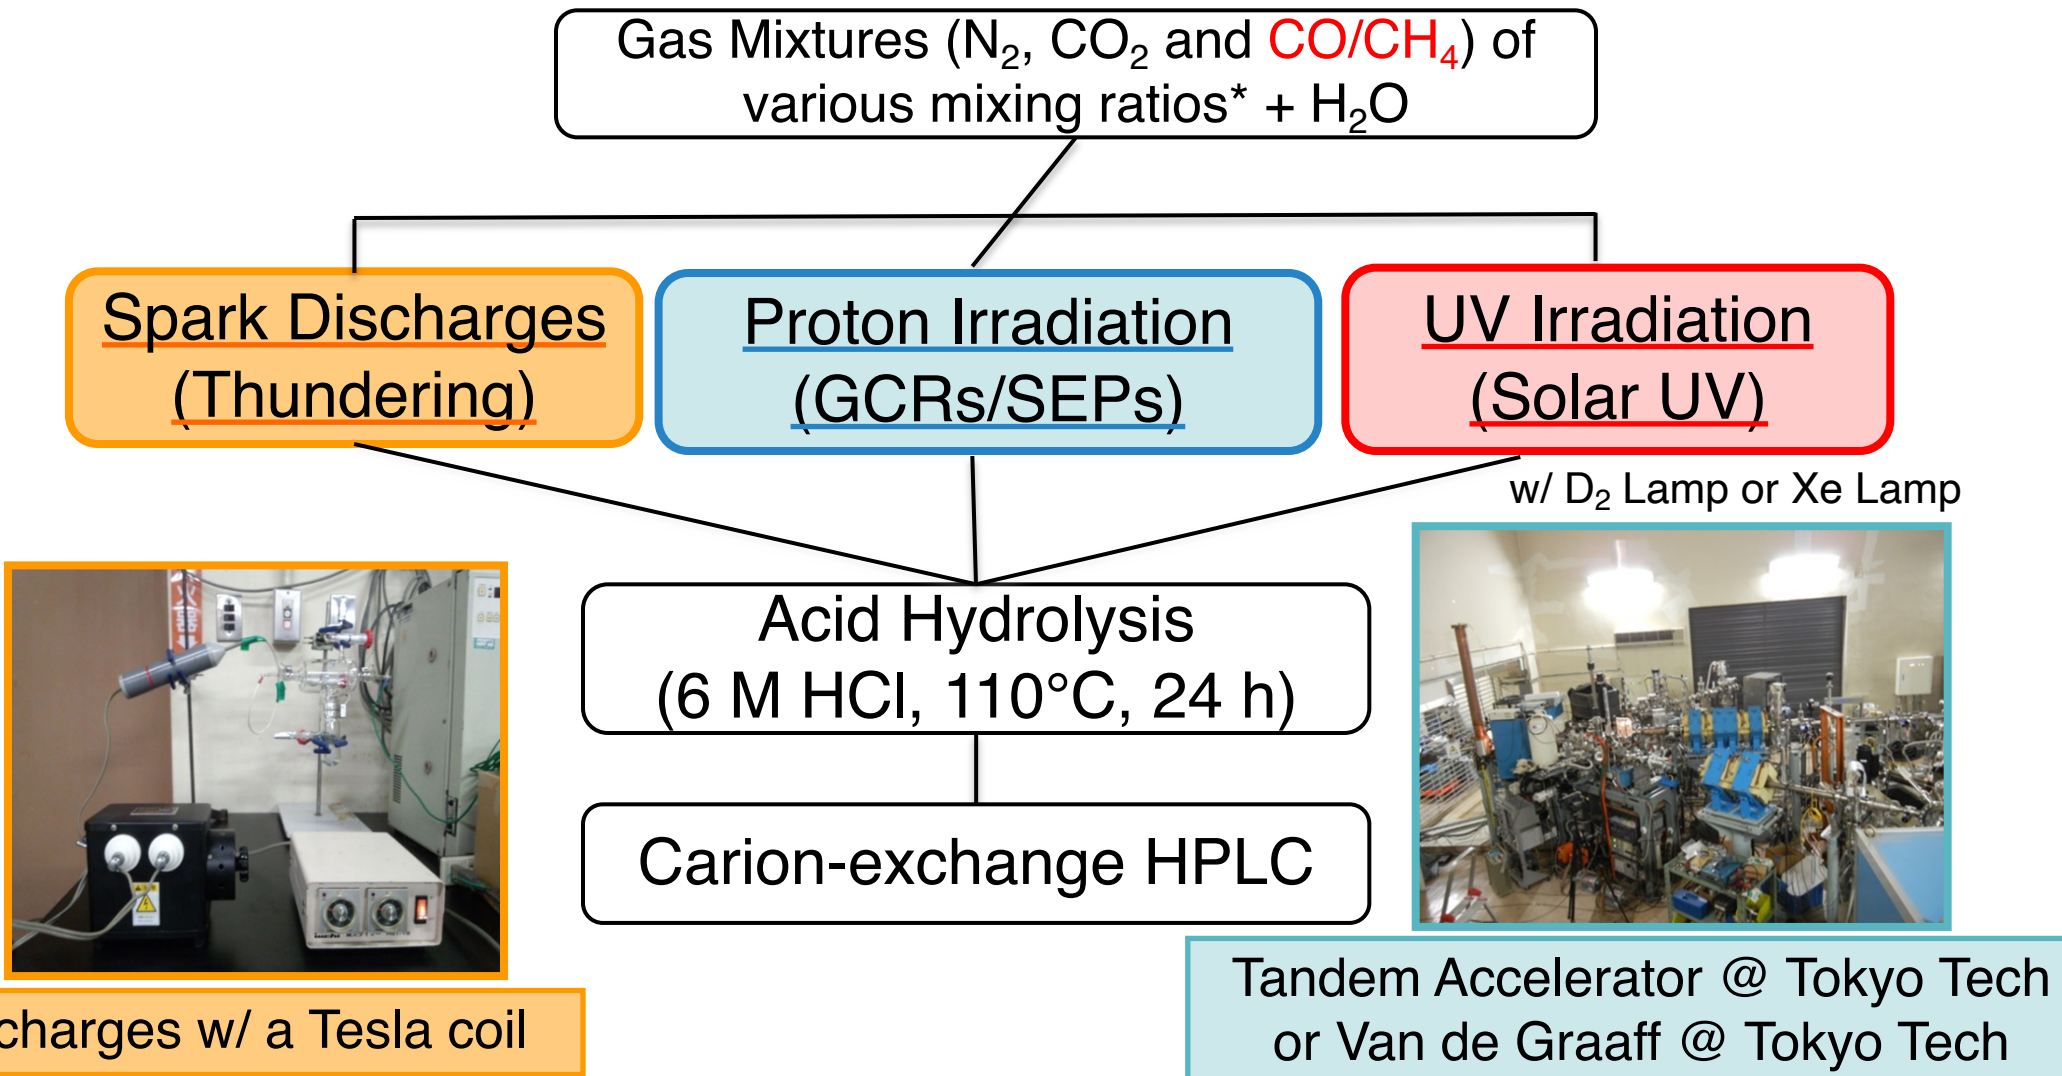 Gas Mixtures (N₂, CO₂ and CO/CH₄) of
various mixing ratios* + H₂O
Spark Discharges
(Thundering)
Proton Irradiation
(GCRs/SEPs)
UV Irradiation
(Solar UV)
w/ D₂ Lamp or Xe Lamp
Acid Hydrolysis
(6 M HCl, 110°C, 24 h)
Carion-exchange HPLC
charges w/ a Tesla coil
Tandem Accelerator @ Tokyo Tech
or Van de Graaff @ Tokyo Tech